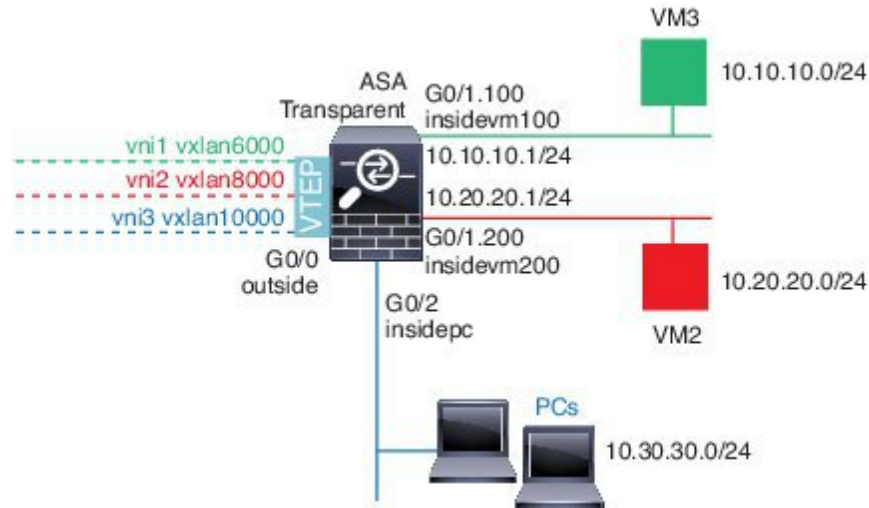 VM3
10.10.10.0/24
ASA
Transparent
G0/1.100
insidevm100
vni1 vxlan6000
vni2 vxlan8000
vni3 vxlan10000
VTEP
10.10.10.1/24
10.20.20.1/24
G0/0
outside
G0/1.200
insidevm200
10.20.20.0/24
VM2
G0/2
insidepc
PCs
10.30.30.0/24